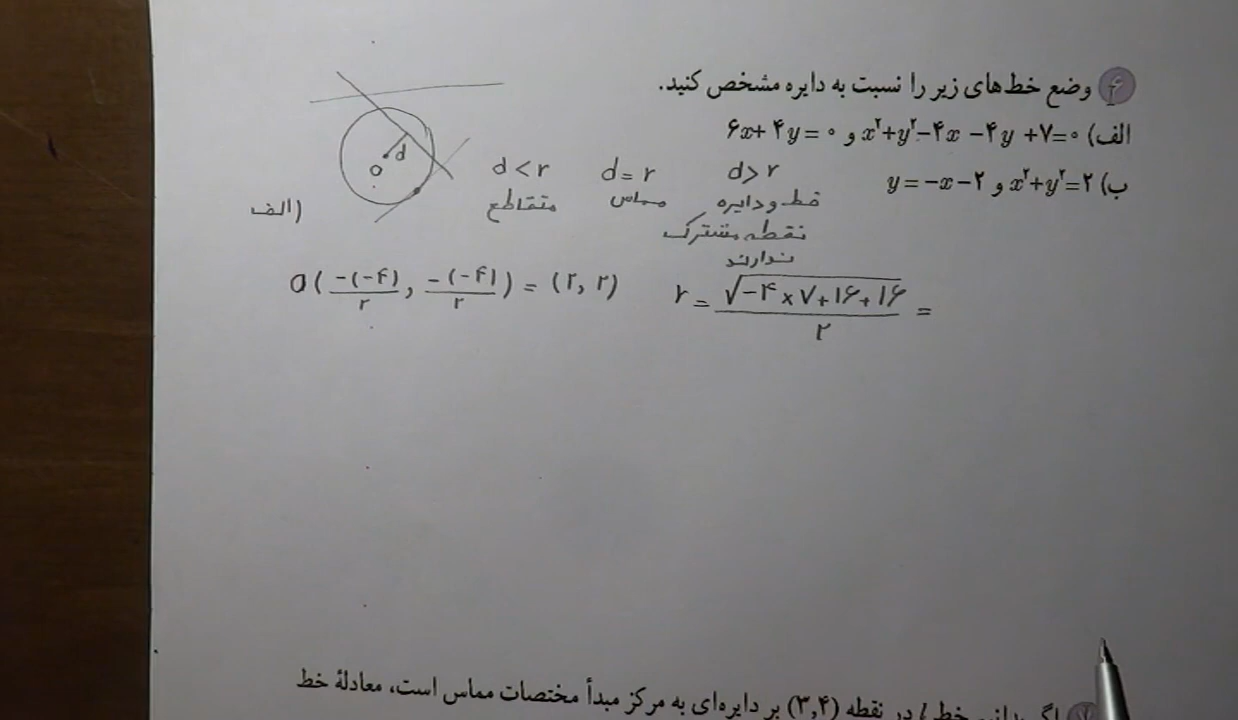 ۶ وضع خط‌های زیر را نسبت به دایره مشخص کنید.
الف) x²+y²−۴x −۴y +۷=۰ و ۶x+ ۴y=۰
ب) x²+y²=۲ و y=−x−۲
O d
d<r d=r d>r
متقاطع مماس خط و دایره
نقطه مشترک
ندارند
الف)
O(−(−۴)/۲, −(−۴)/۲) = (۲, ۲) r = √(−۴×۷+۱۶+۱۶)/۲ =
۷ اگر بدانیم خط l در نقطه (۳,۴) بر دایره‌ای به مرکز مبدأ مختصات مماس است، معادلهٔ خط